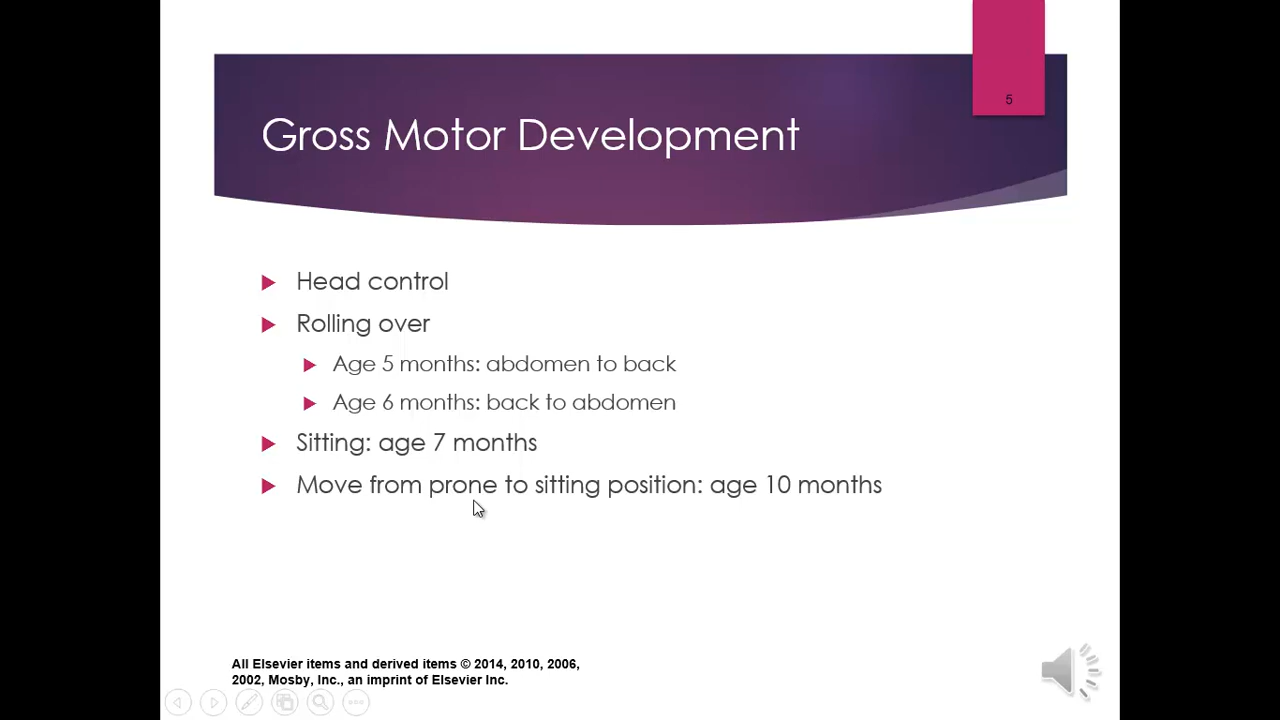 5
Gross Motor Development
Head control
Rolling over
Age 5 months: abdomen to back
Age 6 months: back to abdomen
Sitting: age 7 months
Move from prone to sitting position: age 10 months
All Elsevier items and derived items © 2014, 2010, 2006,
2002, Mosby, Inc., an imprint of Elsevier Inc.